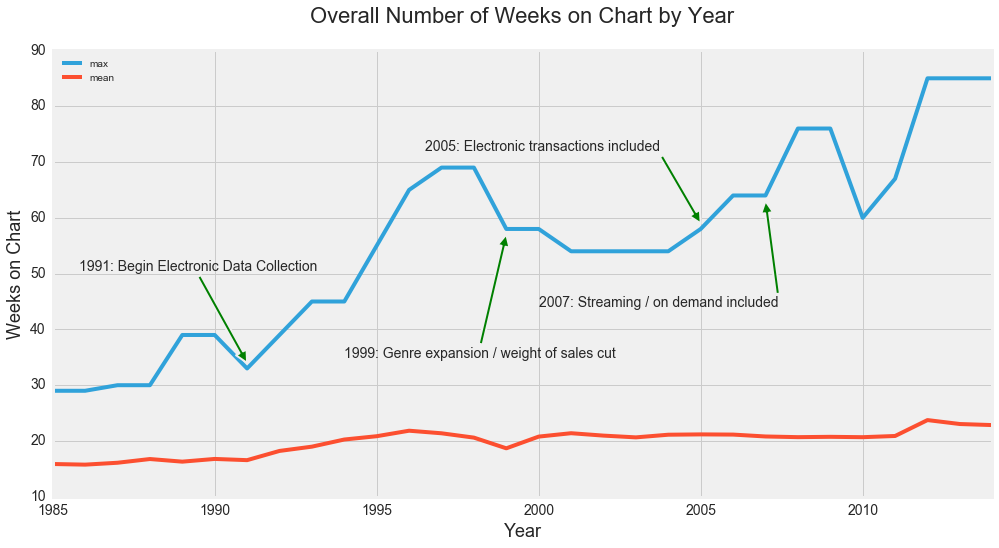 Overall Number of Weeks on Chart by Year
90
max
mean
80
2005: Electronic transactions included
70
60
Weeks on Chart
1991: Begin Electronic Data Collection
50
2007: Streaming / on demand included
40
1999: Genre expansion / weight of sales cut
30
20
10
1985 1990 1995 2000 2005 2010
Year